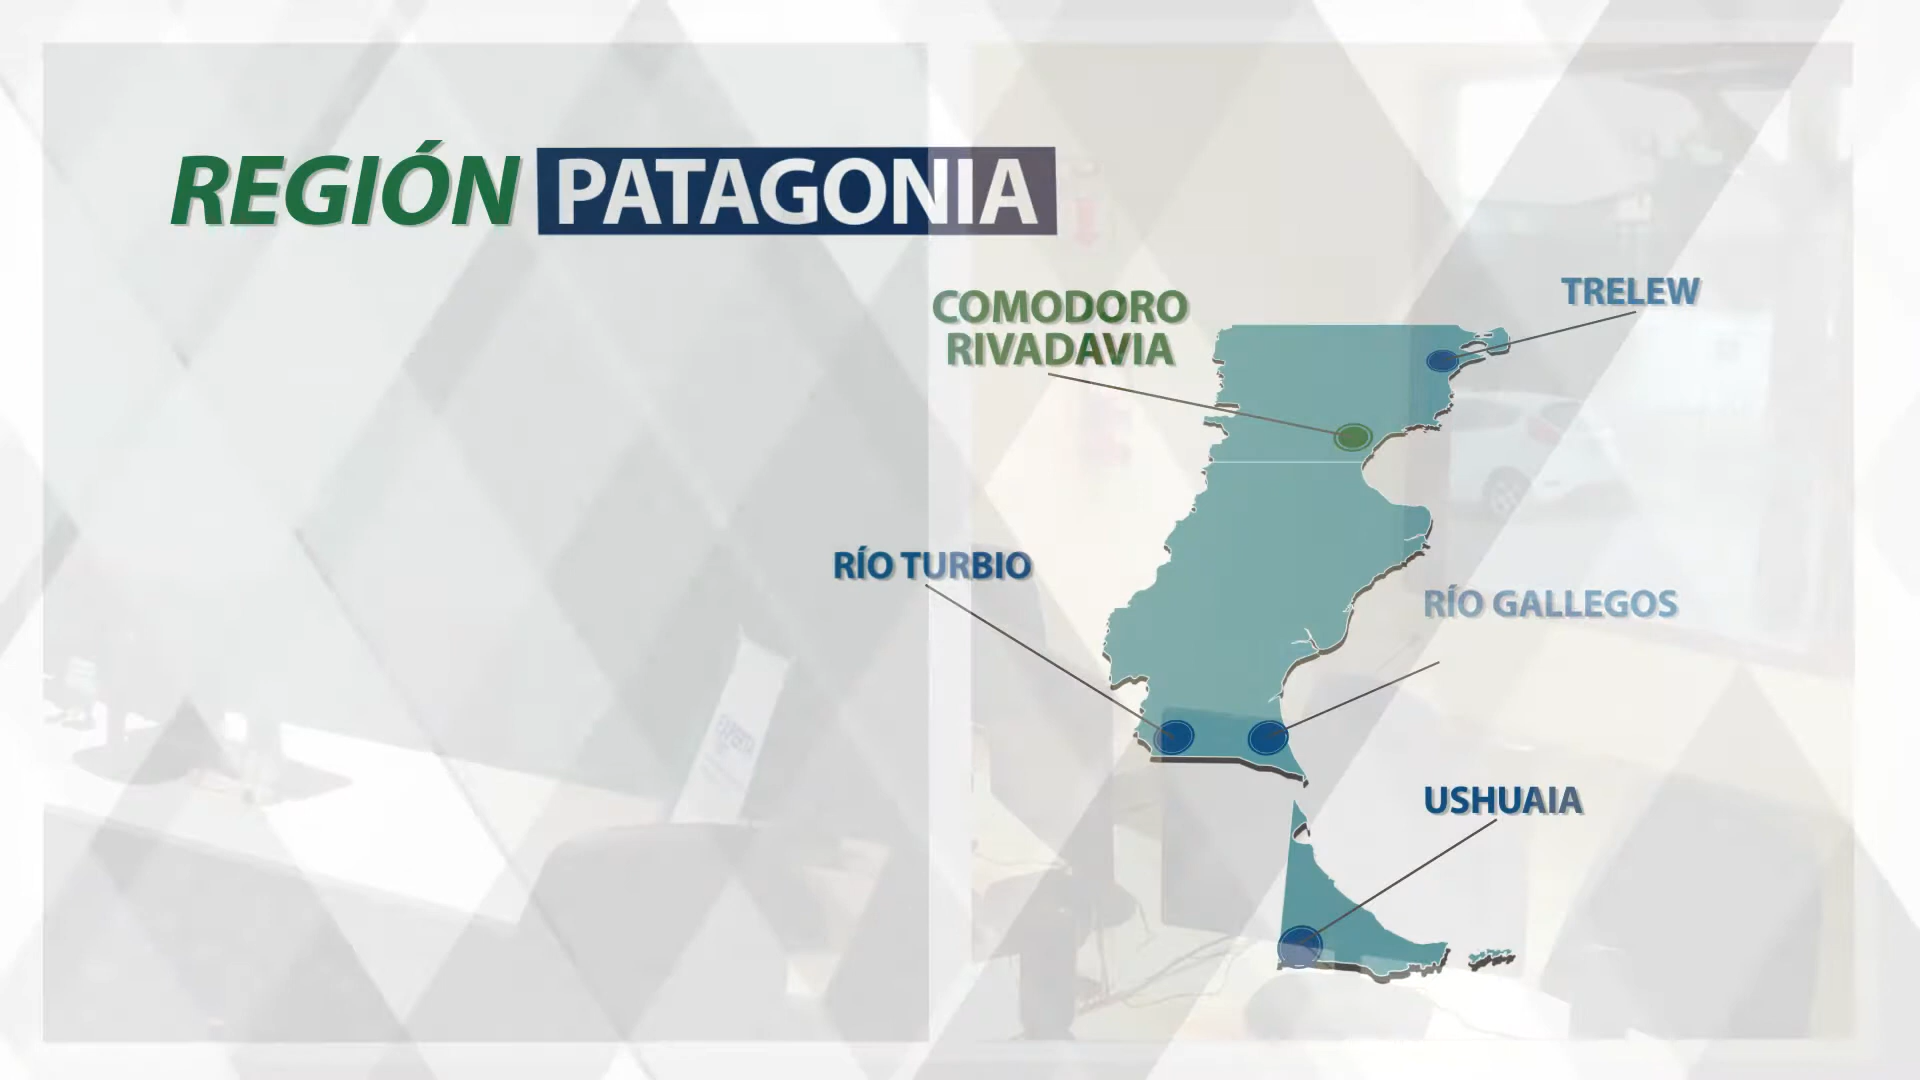 REGIÓN PATAGONIA
COMODORO
RIVADAVIA
TRELEW
RÍO TURBIO
RÍO GALLEGOS
USHUAIA